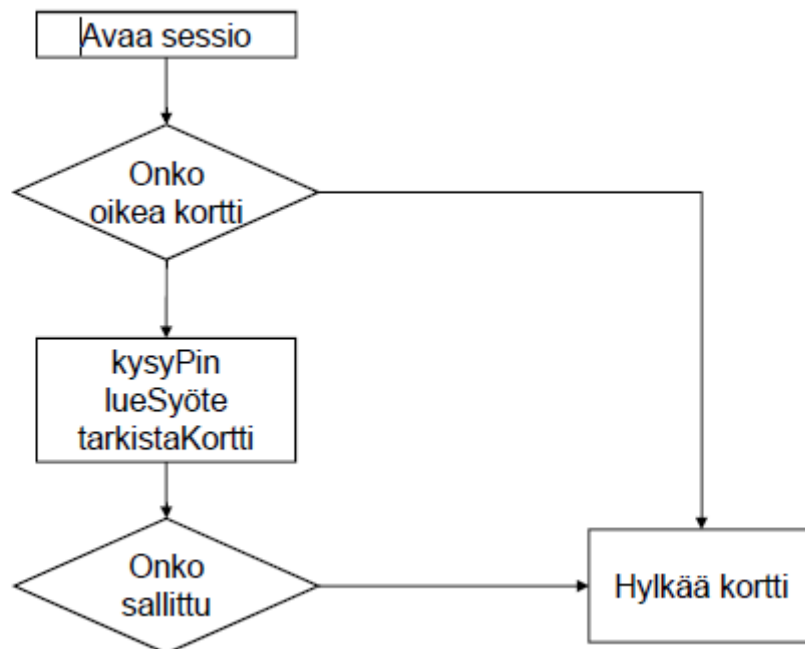 Avaa sessio
Onko
oikea kortti
kysyPin
lueSyöte
tarkistaKortti
Onko
sallittu
Hylkää kortti